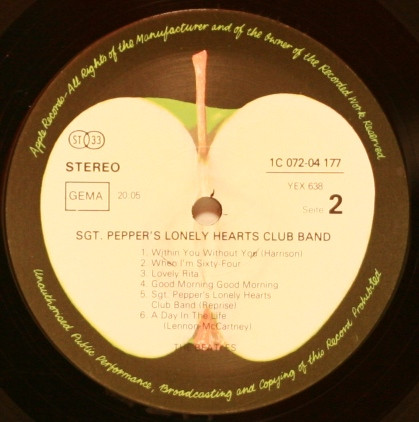 Apple Records · All Rights of the Manufacturer and of the Owner of the Recorded Work Reserved
ST 33
STEREO
1C 072-04 177
GEMA
20.05
YEX 638
Seite 2
SGT. PEPPER'S LONELY HEARTS CLUB BAND
1. Within You Without You (Harrison)
2. When I'm Sixty-Four
3 Lovely Rita
4 Good Morning Good Morning
5 Sgt. Pepper's Lonely Hearts
Club Band (Reprise)
6 A Day In The Life
(Lennon-McCartney)
THE BEATLES
Unauthorised Public Performance, Broadcasting and Copying of this Record Prohibited